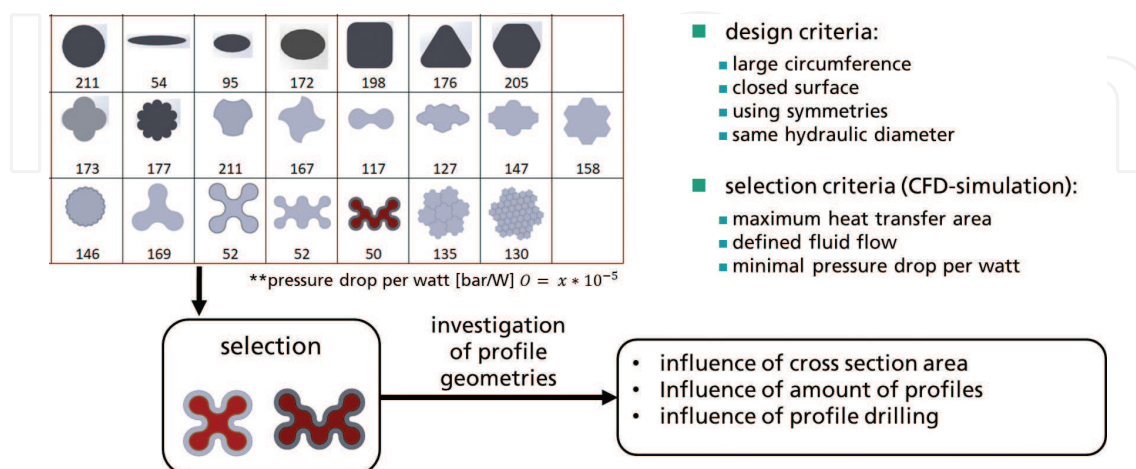 211 54 95 172 198 176 205
173 177 211 167 117 127 147 158
146 169 52 52 50 135 130
**pressure drop per watt [bar/W] O = x * 10⁻⁵
design criteria:
large circumference
closed surface
using symmetries
same hydraulic diameter
selection criteria (CFD-simulation):
maximum heat transfer area
defined fluid flow
minimal pressure drop per watt
selection
investigation
of profile
geometries
• influence of cross section area
• Influence of amount of profiles
• influence of profile drilling